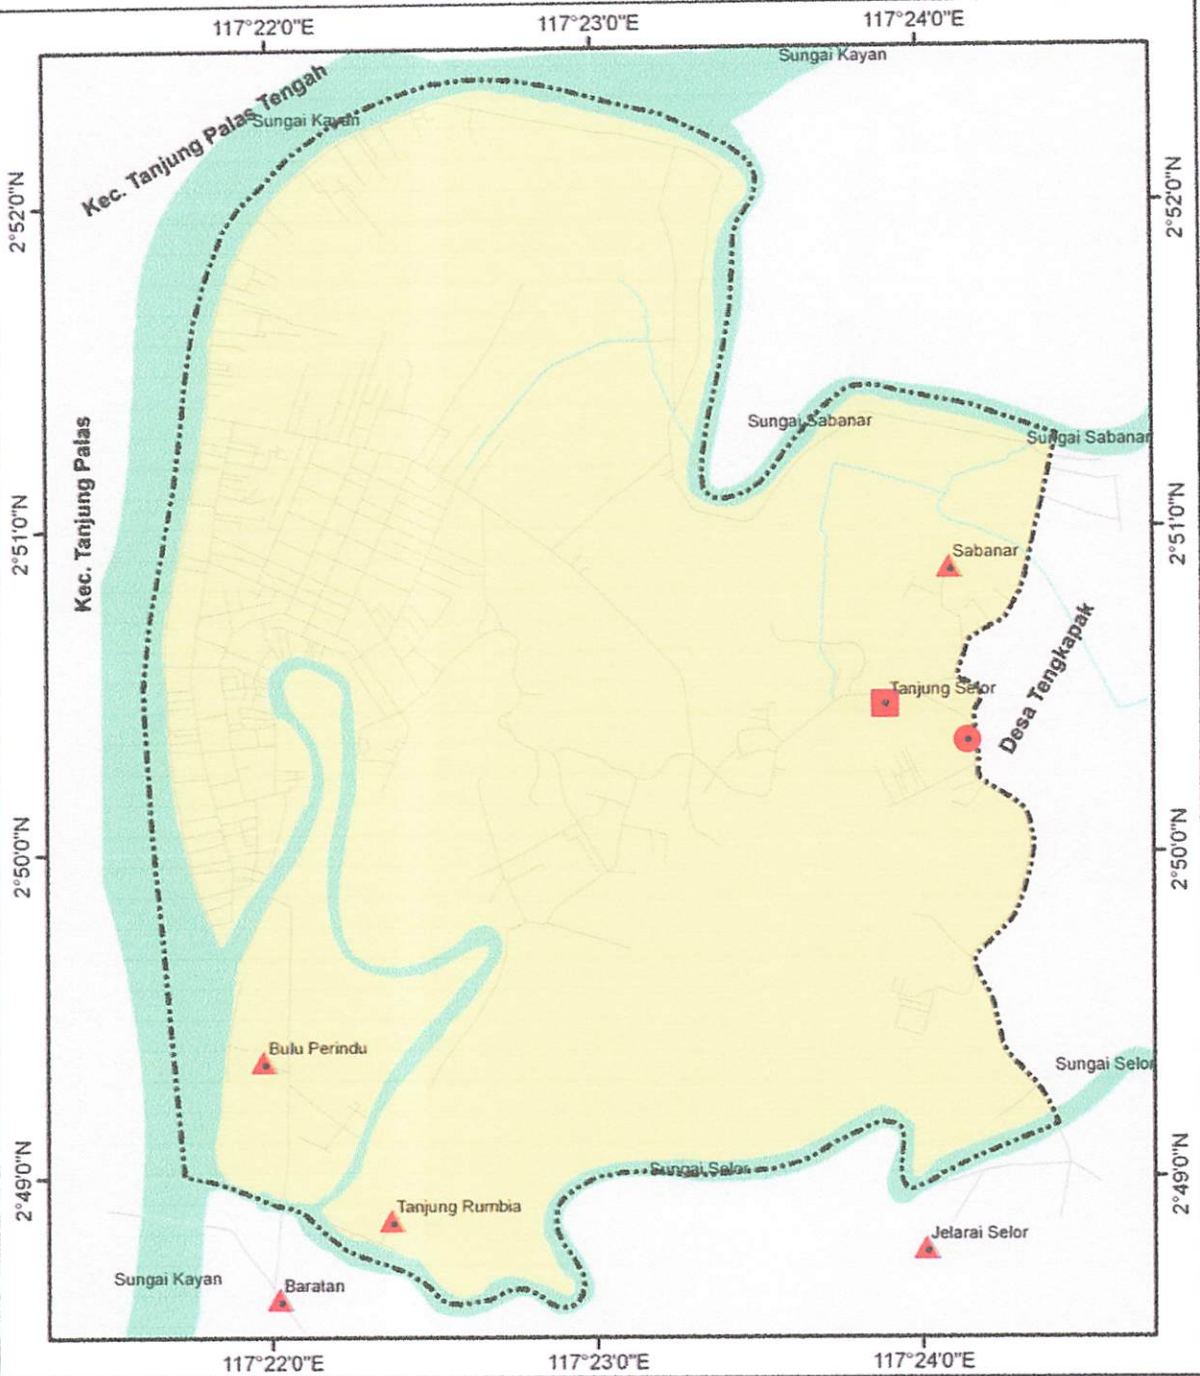 117°22'0"E
117°23'0"E
117°24'0"E
Sungai Kayan
Kec. Tanjung Palas Tengah
Sungai Kayan
2°52'0"N
2°52'0"N
Sungai Sabanar
Sungai Sabanar
Kec. Tanjung Palas
2°51'0"N
2°51'0"N
Sabanar
Desa Tengkapak
Tanjung Selor
2°50'0"N
2°50'0"N
Bulu Perindu
Sungai Selor
2°49'0"N
2°49'0"N
Sungai Selor
Tanjung Rumbia
Jelarai Selor
Sungai Kayan
Baratan
117°22'0"E
117°23'0"E
117°24'0"E